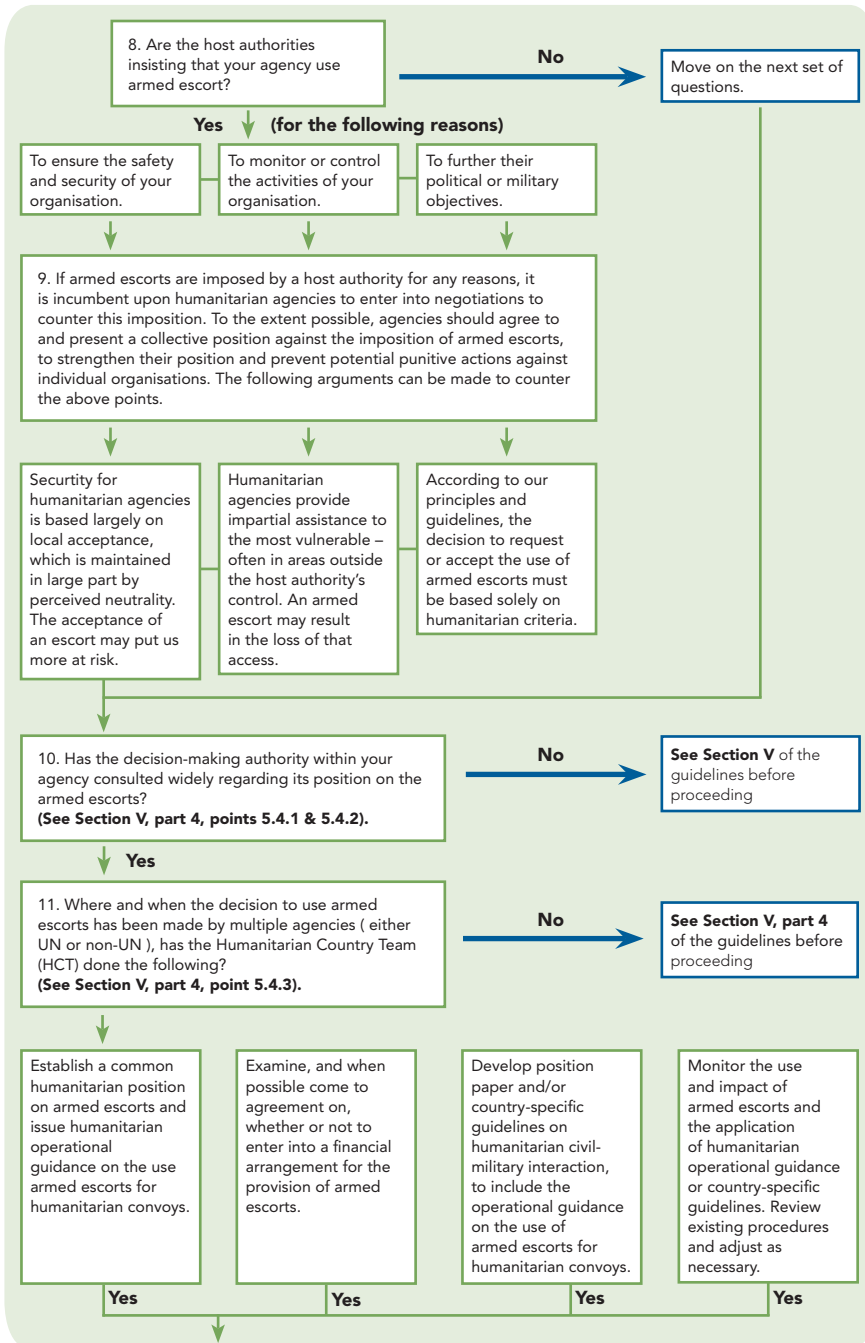 8. Are the host authorities
insisting that your agency use
armed escort?
No
Move on the next set of
questions.
Yes (for the following reasons)
To ensure the safety
and security of your
organisation.
To monitor or control
the activities of your
organisation.
To further their
political or military
objectives.
9. If armed escorts are imposed by a host authority for any reasons, it
is incumbent upon humanitarian agencies to enter into negotiations to
counter this imposition. To the extent possible, agencies should agree to
and present a collective position against the imposition of armed escorts,
to strengthen their position and prevent potential punitive actions against
individual organisations. The following arguments can be made to counter
the above points.
Securtity for
humanitarian agencies
is based largely on
local acceptance,
which is maintained
in large part by
perceived neutrality.
The acceptance of
an escort may put us
more at risk.
Humanitarian
agencies provide
impartial assistance to
the most vulnerable –
often in areas outside
the host authority's
control. An armed
escort may result
in the loss of that
access.
According to our
principles and
guidelines, the
decision to request
or accept the use of
armed escorts must
be based solely on
humanitarian criteria.
10. Has the decision-making authority within your
agency consulted widely regarding its position on the
armed escorts?
(See Section V, part 4, points 5.4.1 & 5.4.2).
No
See Section V of the
guidelines before
proceeding
Yes
11. Where and when the decision to use armed
escorts has been made by multiple agencies ( either
UN or non-UN ), has the Humanitarian Country Team
(HCT) done the following?
(See Section V, part 4, point 5.4.3).
No
See Section V, part 4
of the guidelines before
proceeding
Establish a common
humanitarian position
on armed escorts and
issue humanitarian
operational
guidance on the use
armed escorts for
humanitarian convoys.
Examine, and when
possible come to
agreement on,
whether or not to
enter into a financial
arrangement for the
provision of armed
escorts.
Develop position
paper and/or
country-specific
guidelines on
humanitarian civil-
military interaction,
to include the
operational guidance
on the use of
armed escorts for
humanitarian convoys.
Monitor the use
and impact of
armed escorts and
the application
of humanitarian
operational guidance
or country-specific
guidelines. Review
existing procedures
and adjust as
necessary.
Yes
Yes
Yes
Yes